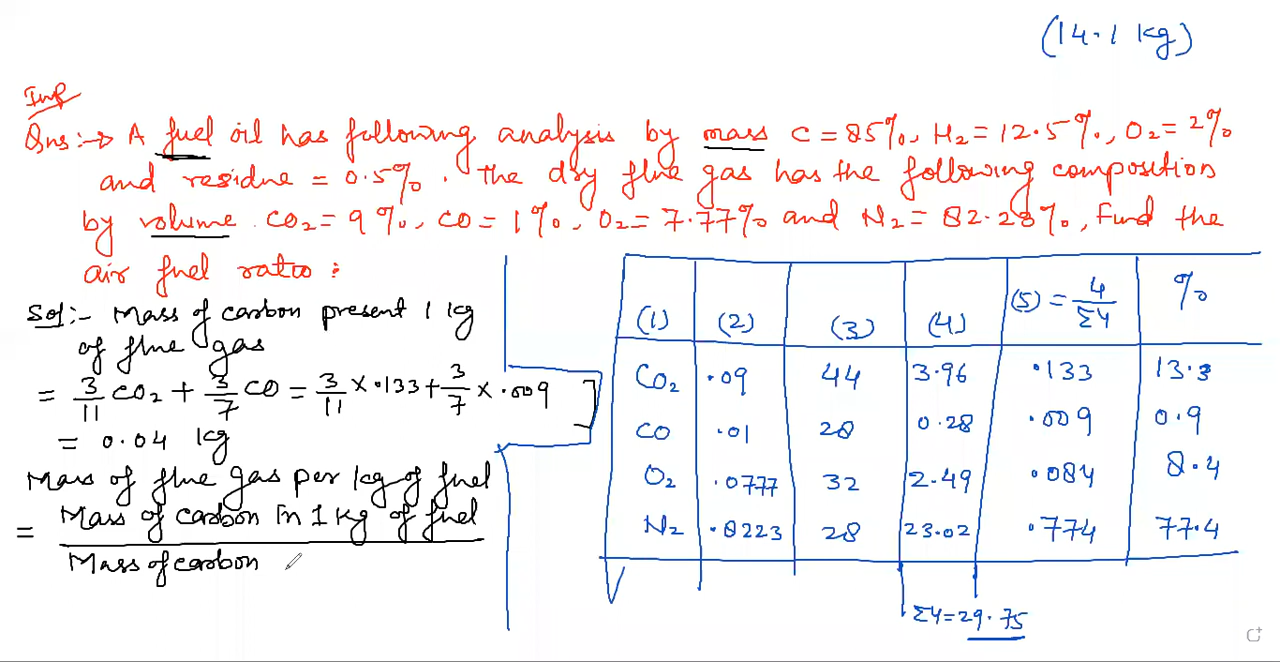 (14.1 kg)
Imp
Qns:-> A fuel oil has following analysis by mass C = 85%, H₂ = 12.5%, O₂ = 2%
and residue = 0.5%. The dry flue gas has the following composition
by volume CO₂ = 9%, CO = 1%, O₂ = 7.77% and N₂ = 82.23%, Find the
air fuel ratio:
Sol:- Mass of carbon present 1 kg
of flue gas
= 3/11 CO₂ + 3/7 CO = 3/11 × .133 + 3/7 × .009
= 0.04 kg
Mass of flue gas per kg of fuel
= Mass of carbon in 1 kg of fuel
Mass of carbon
(1) (2) (3) (4) (5) = 4/Σ4 %
CO₂ .09 44 3.96 .133 13.3
CO .01 28 0.28 .009 0.9
O₂ .0777 32 2.49 .084 8.4
N₂ .8223 28 23.02 .774 77.4
Σ4=29.75